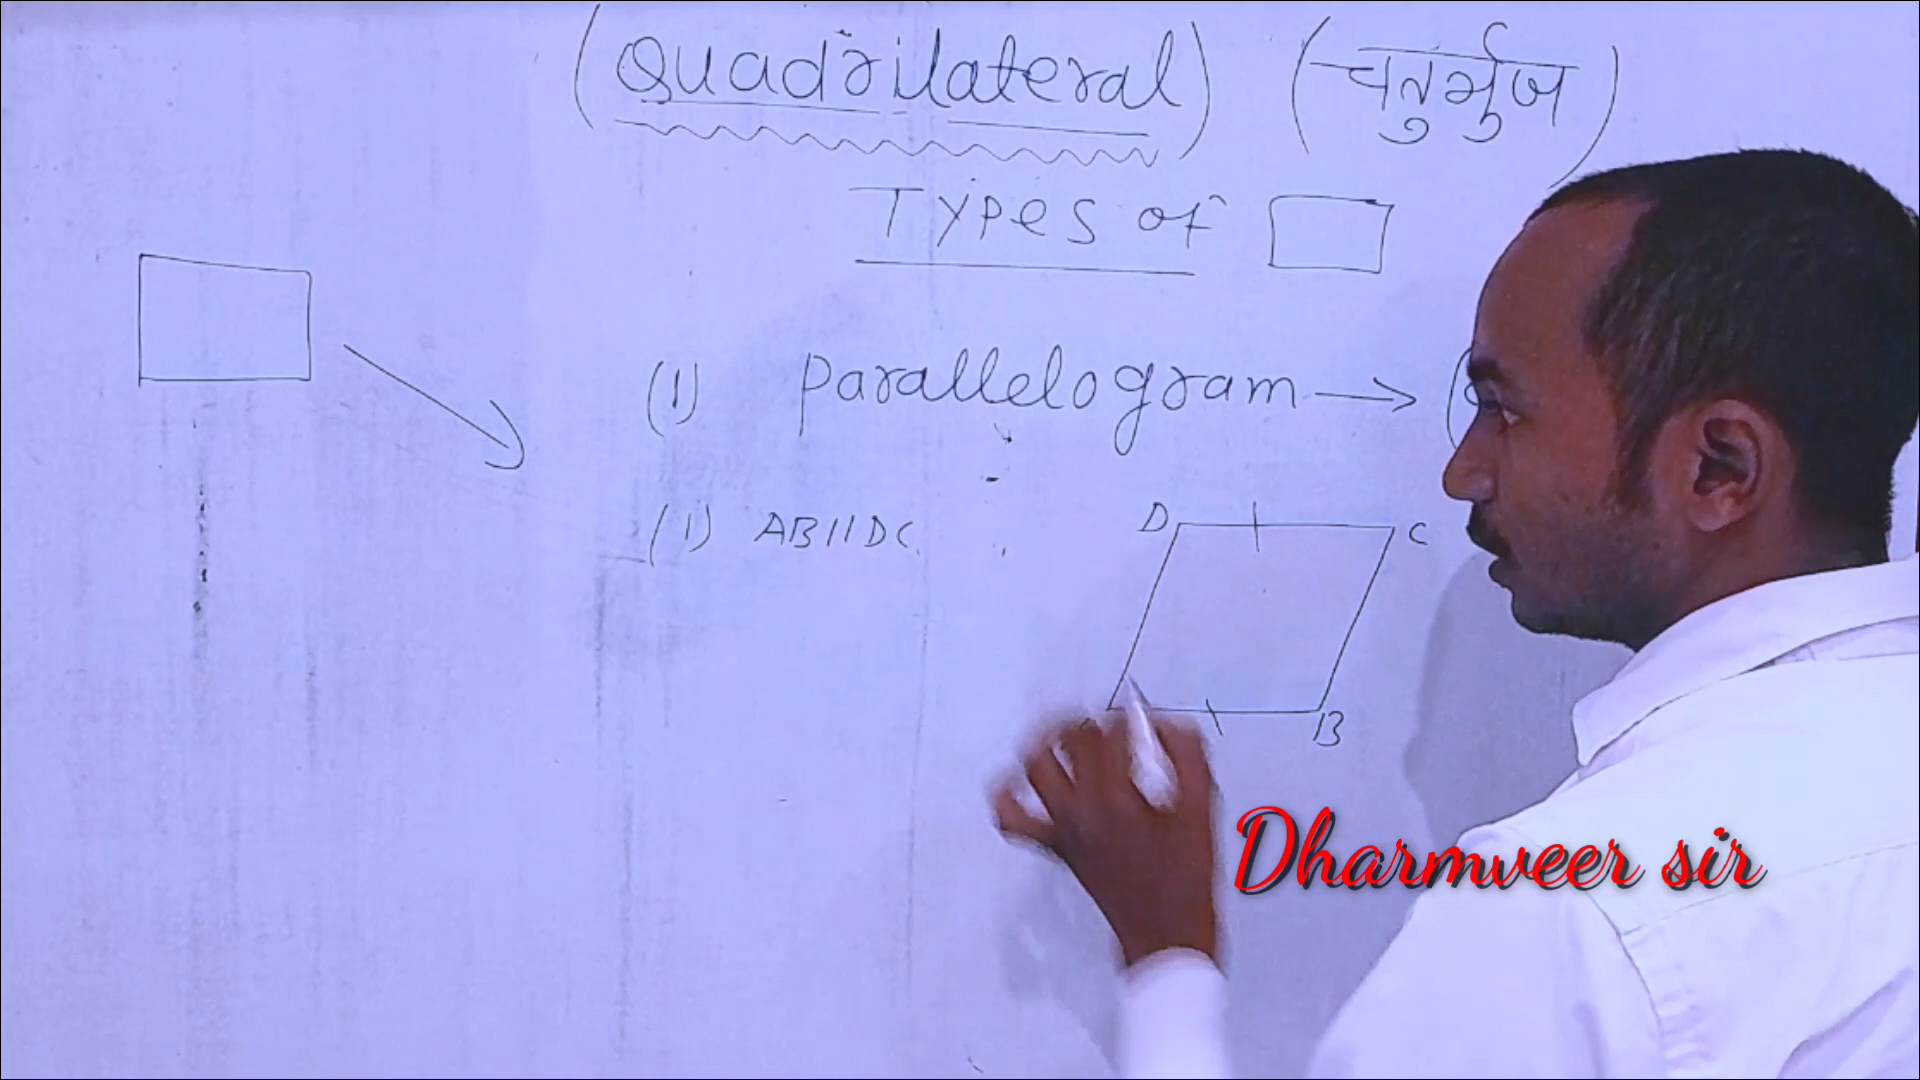 (Quadrilateral) (चतुर्भुज)
Types of
(1) Parallelogram → (
(1) AB||DC
D C
B
Dharmveer sir